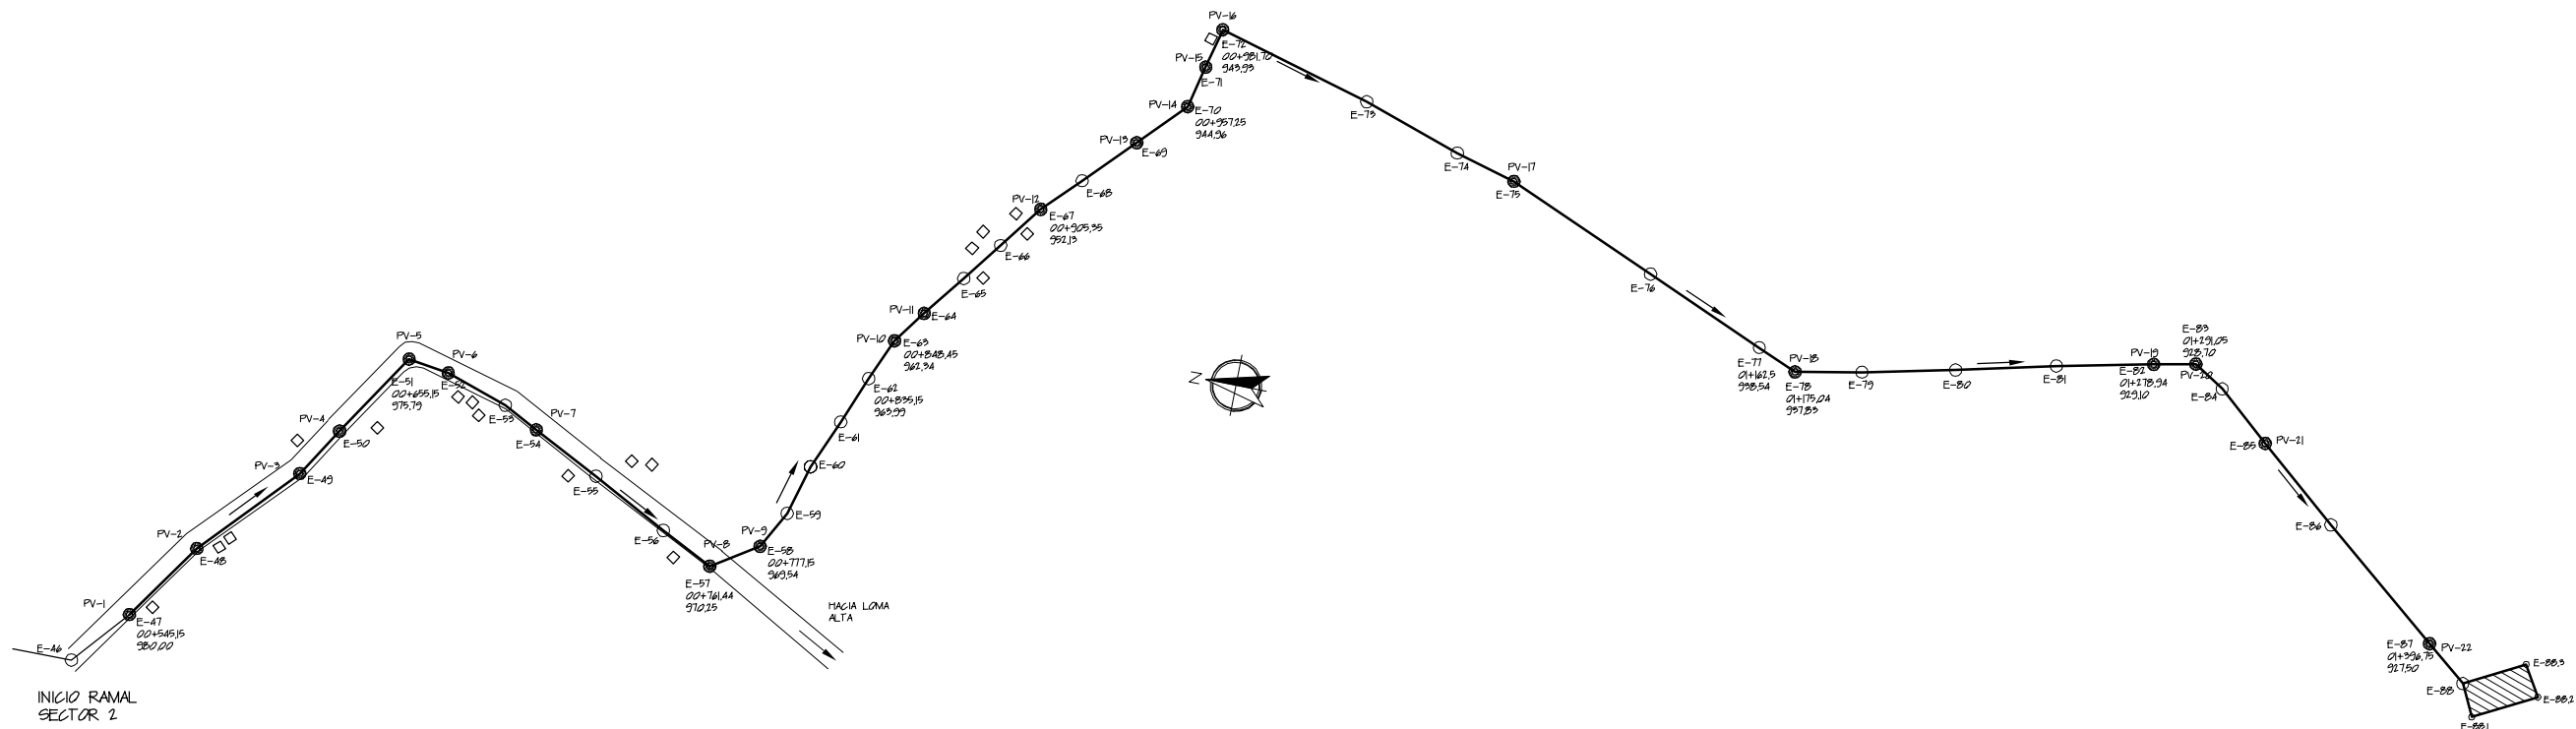 PV-16
E-72
00+981,70
943,93
PV-15
E-71
PV-14
E-70
00+957,25
944,96
PV-13
E-69
E-68
PV-12
E-67
00+905,35
952,13
E-66
E-65
PV-11
E-64
PV-10
E-63
00+848,45
962,34
E-62
00+835,15
963,99
E-61
E-60
E-59
PV-9
E-58
00+777,15
969,54
PV-8
E-57
00+761,44
970,25
E-56
E-55
PV-7
E-54
E-53
PV-6
E-52
PV-5
E-51
00+655,15
975,79
PV-4
E-50
PV-3
E-49
PV-2
E-48
PV-1
E-47
00+545,15
980,00
E-46
INICIO RAMAL
SECTOR 2
HACIA LOMA
ALTA
N
E-73
E-74
PV-17
E-75
E-76
E-77
01+162,5
938,54
PV-18
E-78
01+175,04
937,83
E-79
E-80
E-81
PV-19
E-82
01+278,94
929,10
E-83
01+291,05
928,70
PV-20
E-84
E-85
PV-21
E-86
E-87
01+396,75
927,50
PV-22
E-88
E-88,3
E-88,2
E-88,1